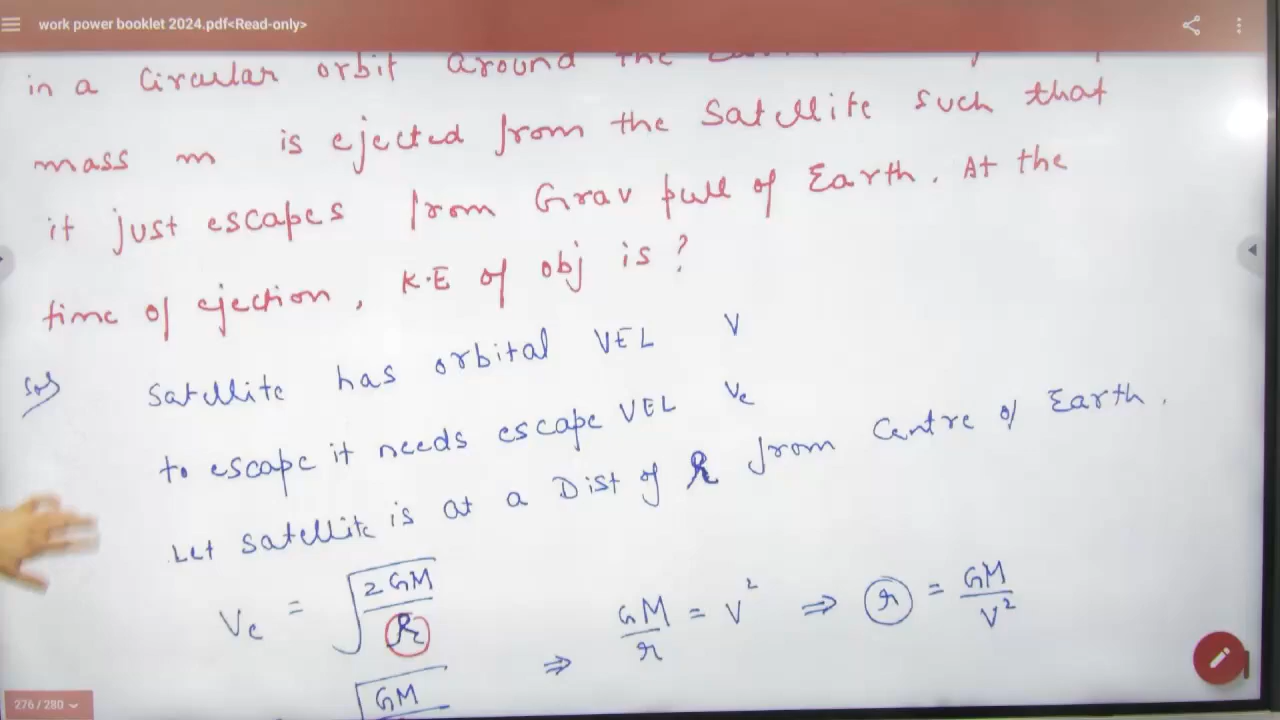 work power booklet 2024.pdf<Read-only>
in a Circular orbit around the
mass m is ejected from the Satellite such that
it just escapes from Grav pull of Earth. At the
time of ejection, K.E of obj is?
Sol Satellite has orbital VEL V
to escape it needs escape VEL Ve
Let satellite is at a Dist of R from Centre of Earth.
Ve = √(2GM/R) GM/r = V² ⇒ r = GM/V²
√GM ⇒
276 / 280